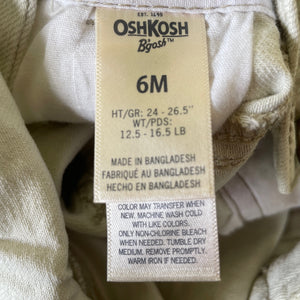 EST. 1895
OSHKOSH
B'gosh™
6M
HT/GR: 24 - 26.5"
WT/PDS:
12.5 - 16.5 LB
MADE IN BANGLADESH
FABRIQUÉ AU BANGLADESH
HECHO EN BANGLADESH
COLOR MAY TRANSFER WHEN
NEW. MACHINE WASH COLD
WITH LIKE COLORS.
ONLY NON-CHLORINE BLEACH
WHEN NEEDED. TUMBLE DRY
MEDIUM. REMOVE PROMPTLY.
WARM IRON IF NEEDED.